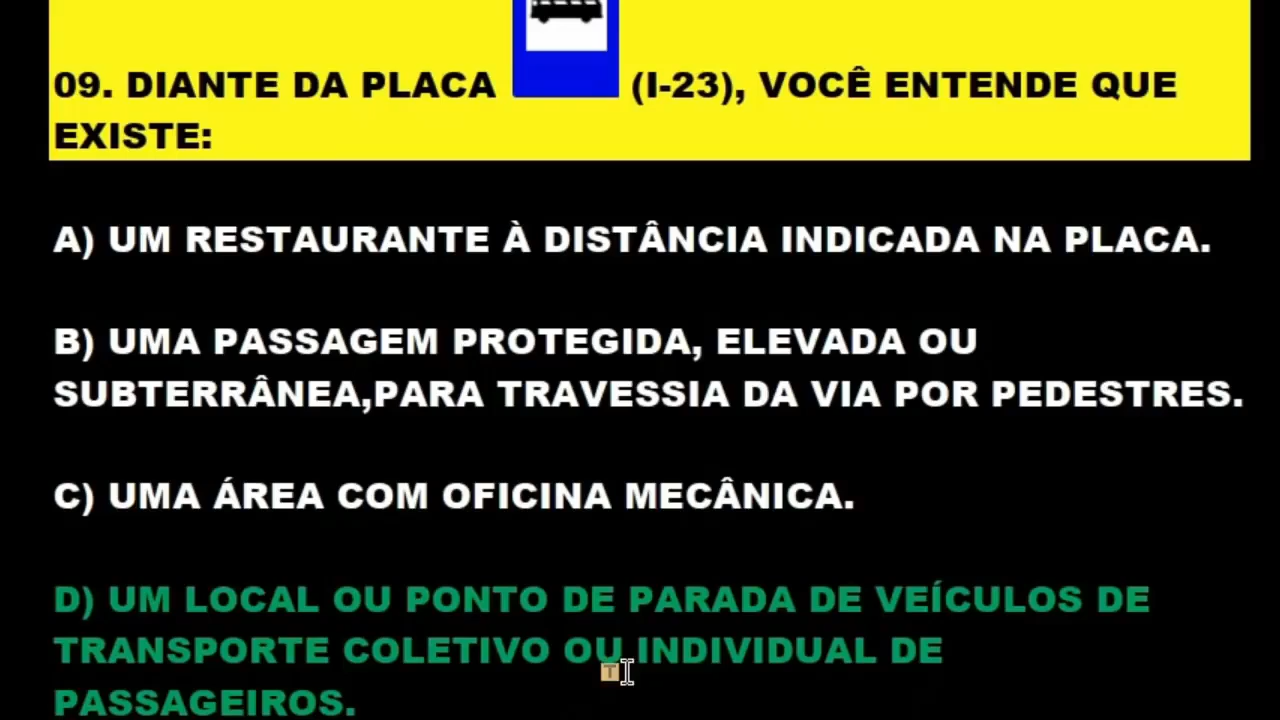 09. DIANTE DA PLACA (I-23), VOCÊ ENTENDE QUE
EXISTE:
A) UM RESTAURANTE À DISTÂNCIA INDICADA NA PLACA.
B) UMA PASSAGEM PROTEGIDA, ELEVADA OU
SUBTERRÂNEA,PARA TRAVESSIA DA VIA POR PEDESTRES.
C) UMA ÁREA COM OFICINA MECÂNICA.
D) UM LOCAL OU PONTO DE PARADA DE VEÍCULOS DE
TRANSPORTE COLETIVO OU INDIVIDUAL DE
T
PASSAGEIROS.